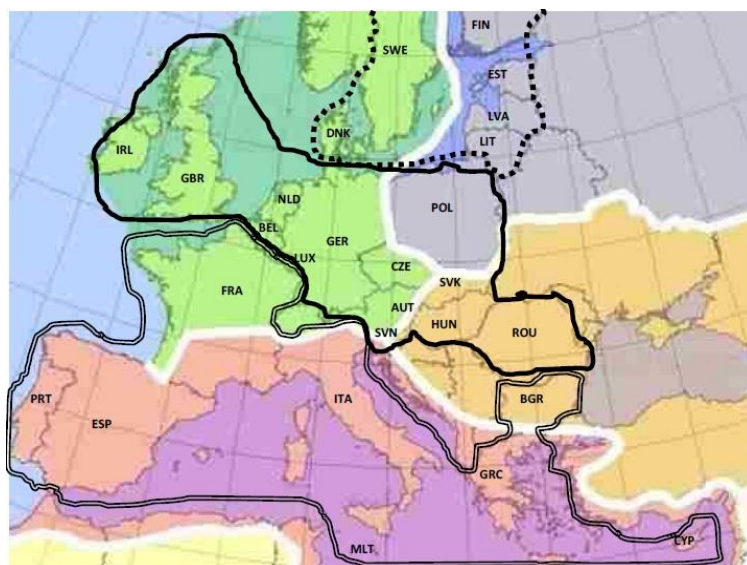 FIN
SWE
EST
LVA
DNK
LIT
IRL
GBR
NLD
POL
BEL
GER
LUX
CZE
SVK
FRA
AUT
HUN
ROU
SVN
PRT
ITA
BGR
ESP
GRC
MLT
CYP